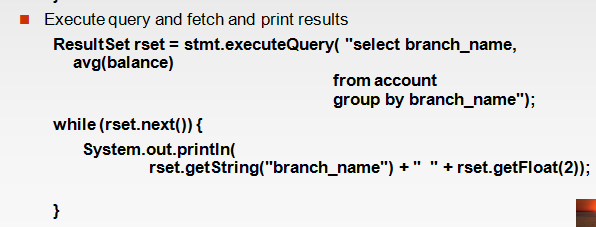 Execute query and fetch and print results
ResultSet rset = stmt.executeQuery( "select branch_name,
avg(balance)
from account
group by branch_name");
while (rset.next()) {
System.out.println(
rset.getString("branch_name") + "  " + rset.getFloat(2));
}